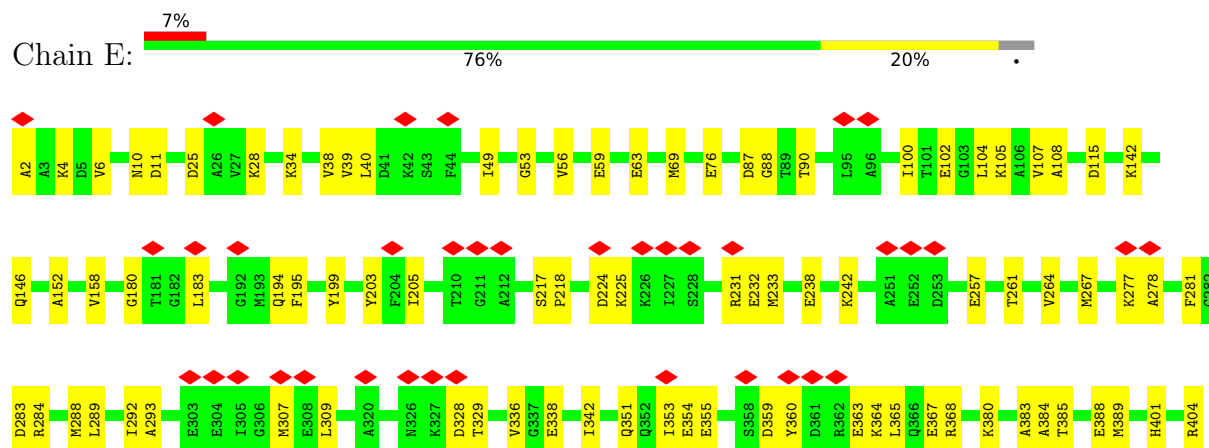 7%
Chain E:
76% 20% •
A2 A3 K4 D5 V6 N10 D11 D25 A26 V27 K28 K34 V38 V39 L40 D41 K42 S43 F44 I49 G53 V56 E59 E63 M69 E76 D87 G88 T89 T90 L95 A96 I100 T101 E102 G103 L104 K105 A106 V107 A108 D115 K142
Q146 A152 V158 G180 T181 G182 L183 G192 M193 Q194 F195 Y199 Y203 F204 I205 T210 G211 A212 S217 P218 D224 K225 K226 I227 S228 R231 E232 M233 E238 K242 A251 E252 D253 E257 T261 V264 M267 K277 A278 F281
D283 R284 M288 L289 I292 A293 E303 E304 I305 G306 M307 E308 L309 A320 N326 K327 D328 T329 V336 G337 E338 I342 Q351 Q352 I353 E354 E355 S358 D359 Y360 D361 R362 E363 K364 L365 Q366 E367 R368 K380 A383 A384 T385 E388 M389 H401 R404